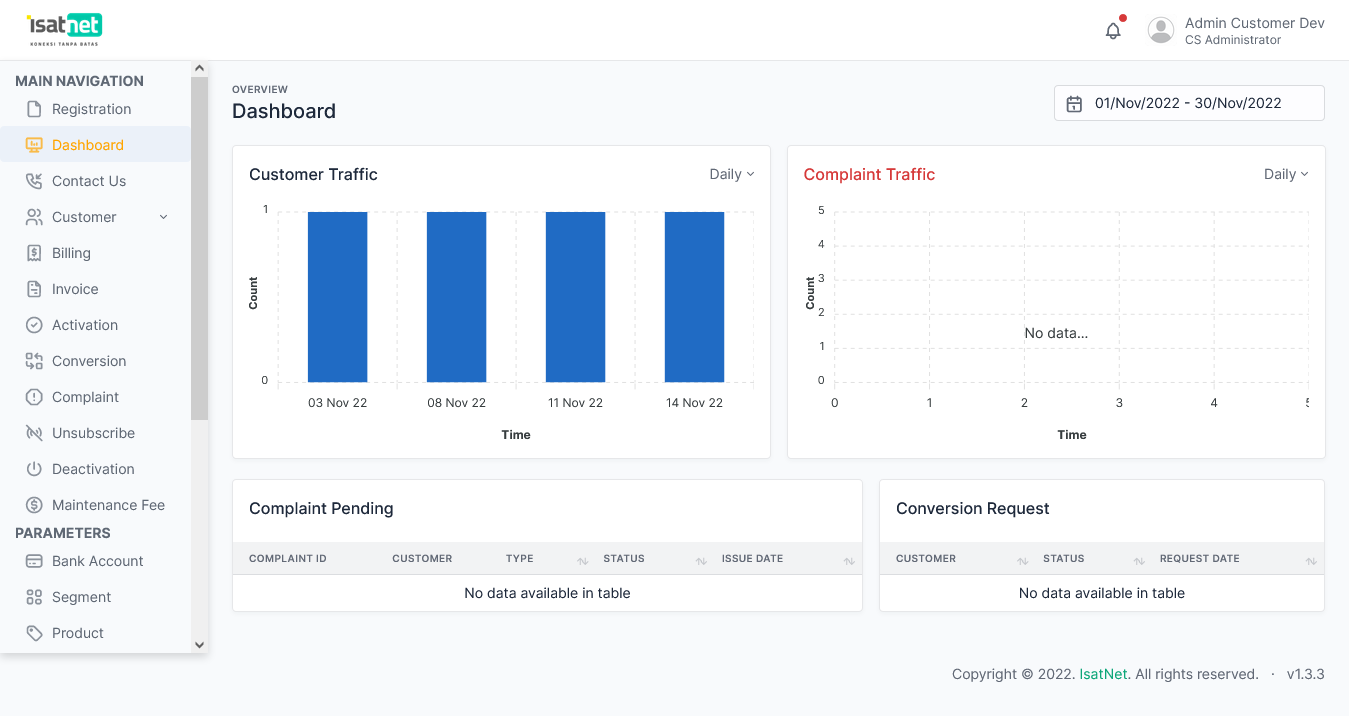 isatnet
KONEKSI TANPA BATAS
Admin Customer Dev
CS Administrator
MAIN NAVIGATION
Registration
Dashboard
Contact Us
Customer
Billing
Invoice
Activation
Conversion
Complaint
Unsubscribe
Deactivation
Maintenance Fee
PARAMETERS
Bank Account
Segment
Product
OVERVIEW
Dashboard
01/Nov/2022 - 30/Nov/2022
Customer Traffic
Daily
1
0
Count
03 Nov 22 08 Nov 22 11 Nov 22 14 Nov 22
Time
Complaint Traffic
Daily
5
4
3
2
1
0
Count
No data...
0 1 2 3 4 5
Time
Complaint Pending
COMPLAINT ID CUSTOMER TYPE STATUS ISSUE DATE
No data available in table
Conversion Request
CUSTOMER STATUS REQUEST DATE
No data available in table
Copyright © 2022. IsatNet. All rights reserved. · v1.3.3